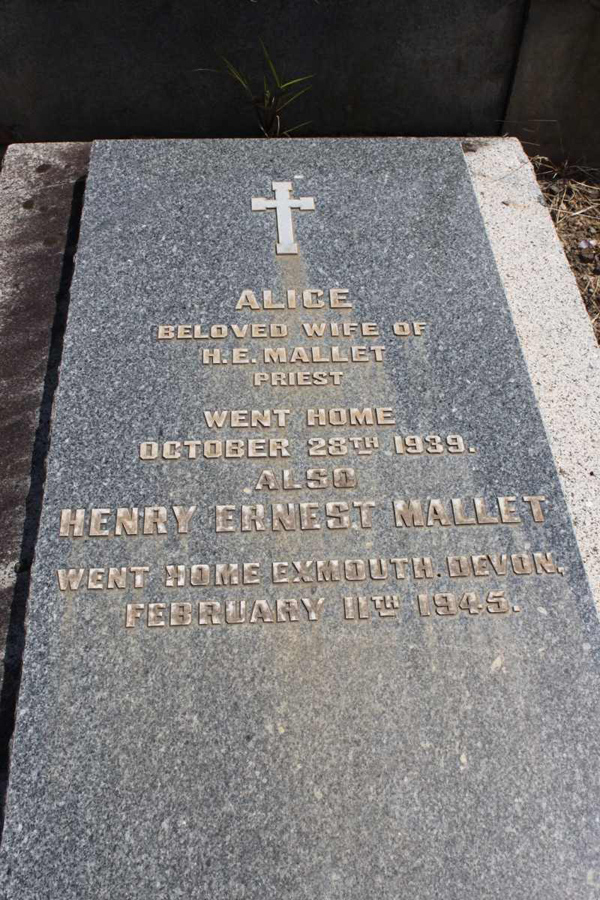 ALICE
BELOVED WIFE OF
H.E. MALLET
PRIEST
WENT HOME
OCTOBER 28TH 1939.
ALSO
HENRY ERNEST MALLET
WENT HOME EXMOUTH. DEVON,
FEBRUARY 11TH 1945.